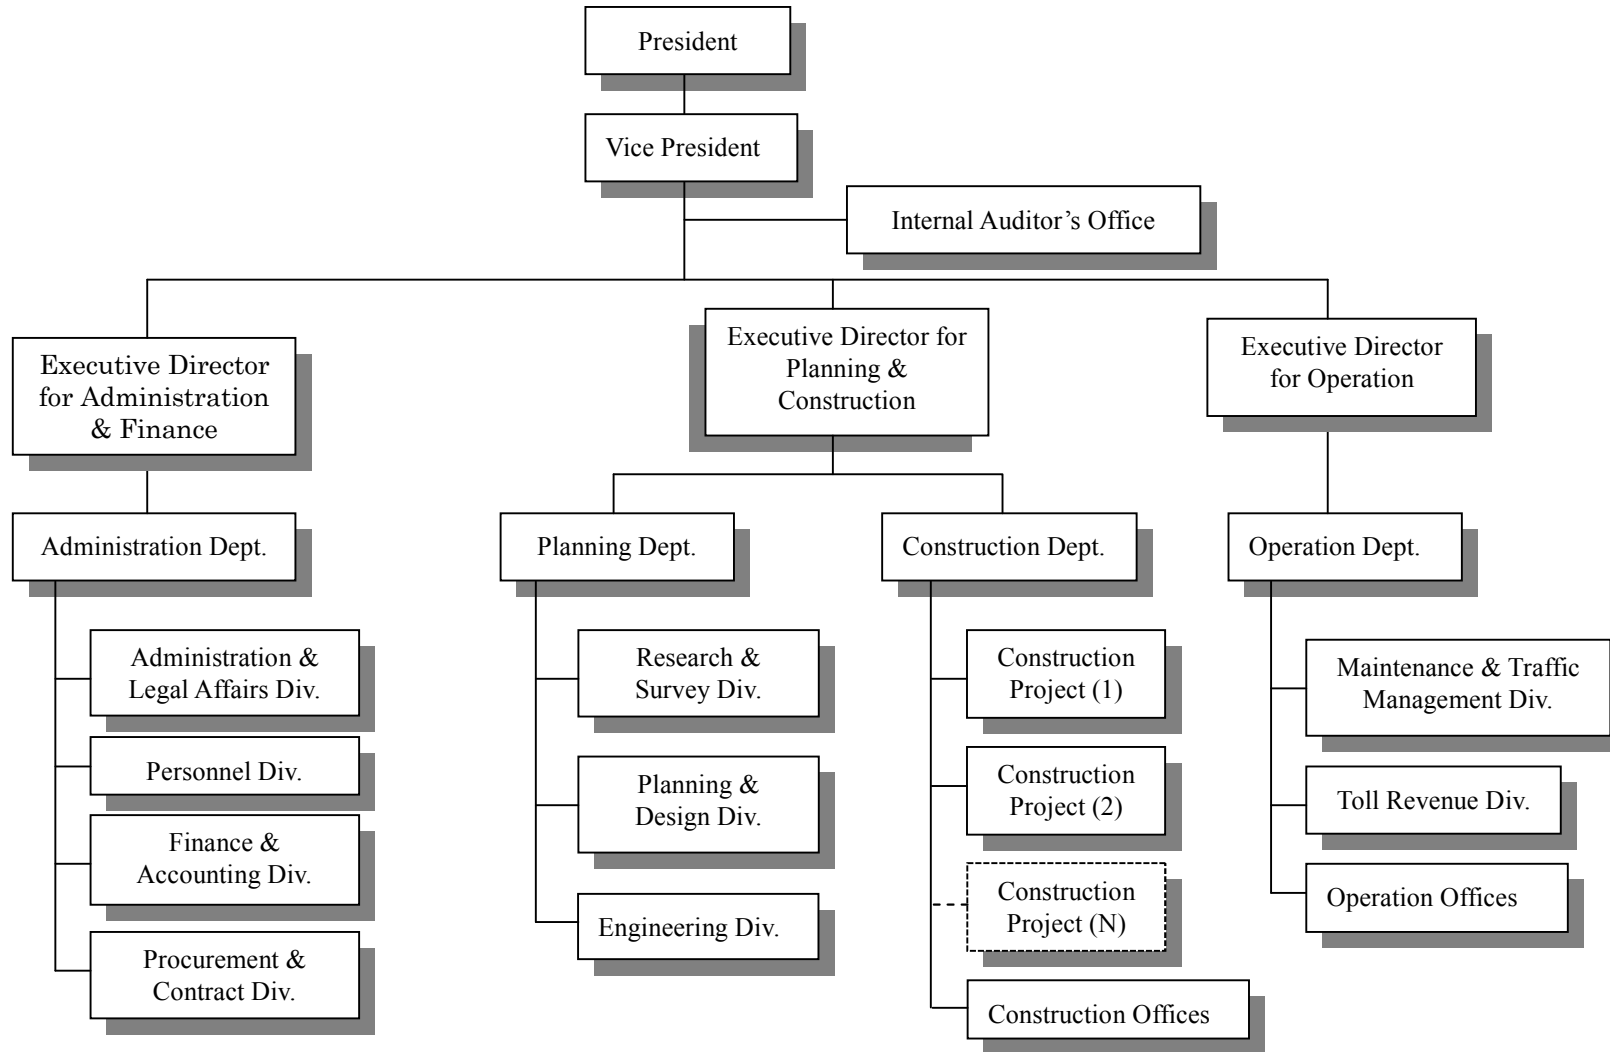 President
Vice President
Internal Auditor’s Office
Executive Director
for Administration
& Finance
Executive Director for
Planning &
Construction
Executive Director
for Operation
Administration Dept.
Planning Dept.
Construction Dept.
Operation Dept.
Administration &
Legal Affairs Div.
Personnel Div.
Finance &
Accounting Div.
Procurement &
Contract Div.
Research &
Survey Div.
Planning &
Design Div.
Engineering Div.
Construction
Project (1)
Construction
Project (2)
Construction
Project (N)
Construction Offices
Maintenance & Traffic
Management Div.
Toll Revenue Div.
Operation Offices